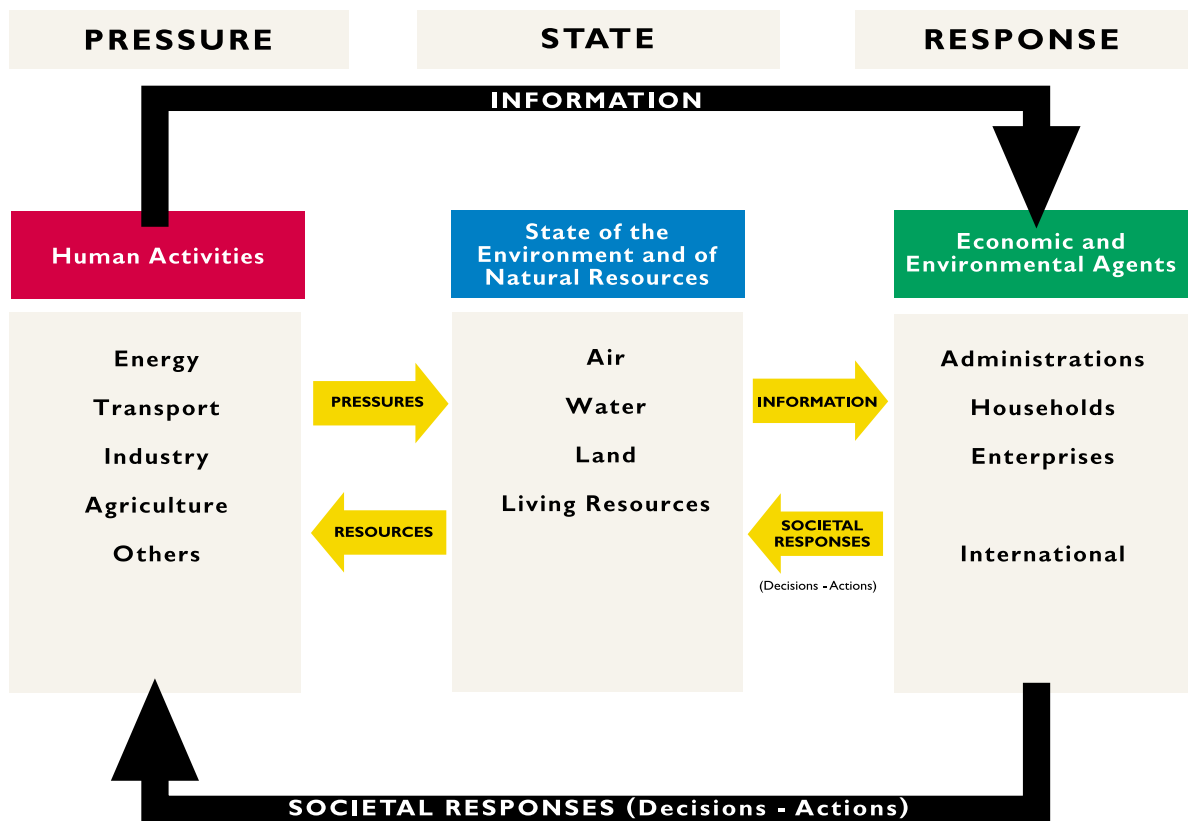 PRESSURE
STATE
RESPONSE
INFORMATION
Human Activities
State of the
Environment and of
Natural Resources
Economic and
Environmental Agents
Energy
Transport
Industry
Agriculture
Others
PRESSURES
RESOURCES
Air
Water
Land
Living Resources
INFORMATION
SOCIETAL
RESPONSES
(Decisions - Actions)
Administrations
Households
Enterprises
International
SOCIETAL RESPONSES (Decisions - Actions)